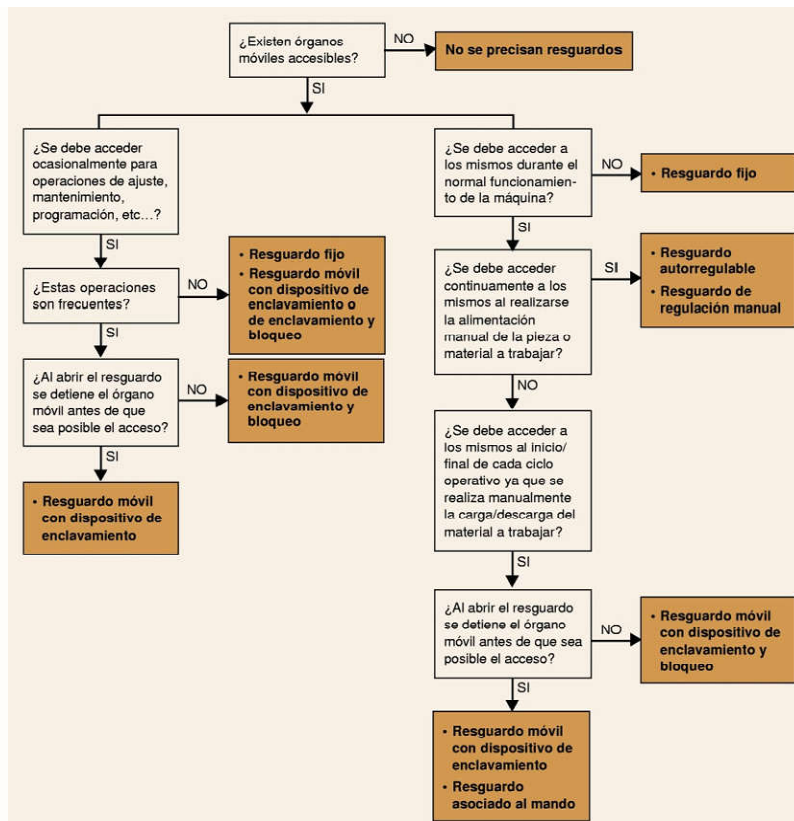 ¿Existen órganos
móviles accesibles?
NO
No se precisan resguardos
SI
¿Se debe acceder
ocasionalmente para
operaciones de ajuste,
mantenimiento,
programación, etc...?
SI
¿Estas operaciones
son frecuentes?
NO
• Resguardo fijo
• Resguardo móvil
con dispositivo de
enclavamiento o
de enclavamiento y
bloqueo
SI
¿Al abrir el resguardo
se detiene el órgano
móvil antes de que
sea posible el acceso?
NO
• Resguardo móvil
con dispositivo de
enclavamiento y
bloqueo
SI
• Resguardo móvil
con dispositivo de
enclavamiento
¿Se debe acceder a
los mismos durante el
normal funcionamien-
to de la máquina?
NO
• Resguardo fijo
SI
¿Se debe acceder
continuamente a los
mismos al realizarse
la alimentación
manual de la pieza o
material a trabajar?
SI
• Resguardo
autorregulable
• Resguardo de
regulación manual
NO
¿Se debe acceder a
los mismos al inicio/
final de cada ciclo
operativo ya que se
realiza manualmente
la carga/descarga del
material a trabajar?
SI
¿Al abrir el resguardo
se detiene el órgano
móvil antes de que sea
posible el acceso?
NO
• Resguardo móvil
con dispositivo de
enclavamiento y
bloqueo
SI
• Resguardo móvil
con dispositivo de
enclavamiento
• Resguardo
asociado al mando